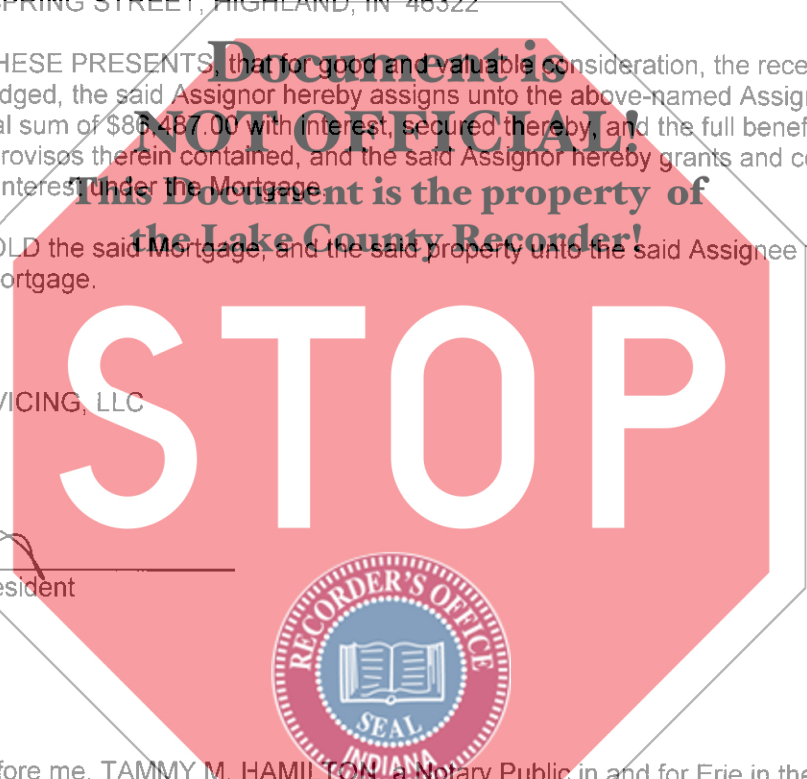 SPRING STREET, HIGHLAND, IN 46322
HESE PRESENTS, that for good and valuable consideration, the rece
dged, the said Assignor hereby assigns unto the above-named Assig
al sum of $86,487.00 with interest, secured thereby, and the full benef
rovisos therein contained, and the said Assignor hereby grants and c
nterest under the Mortgage.
OLD the said Mortgage, and the said property unto the said Assignee
ortgage.
Document is
NOT OFFICIAL!
This Document is the property of
the Lake County Recorder!
STOP
VICING, LLC
esident
RECORDER'S OFFICE
SEAL
INDIANA
fore me, TAMMY M. HAMILTON, a Notary Public in and for Erie in the